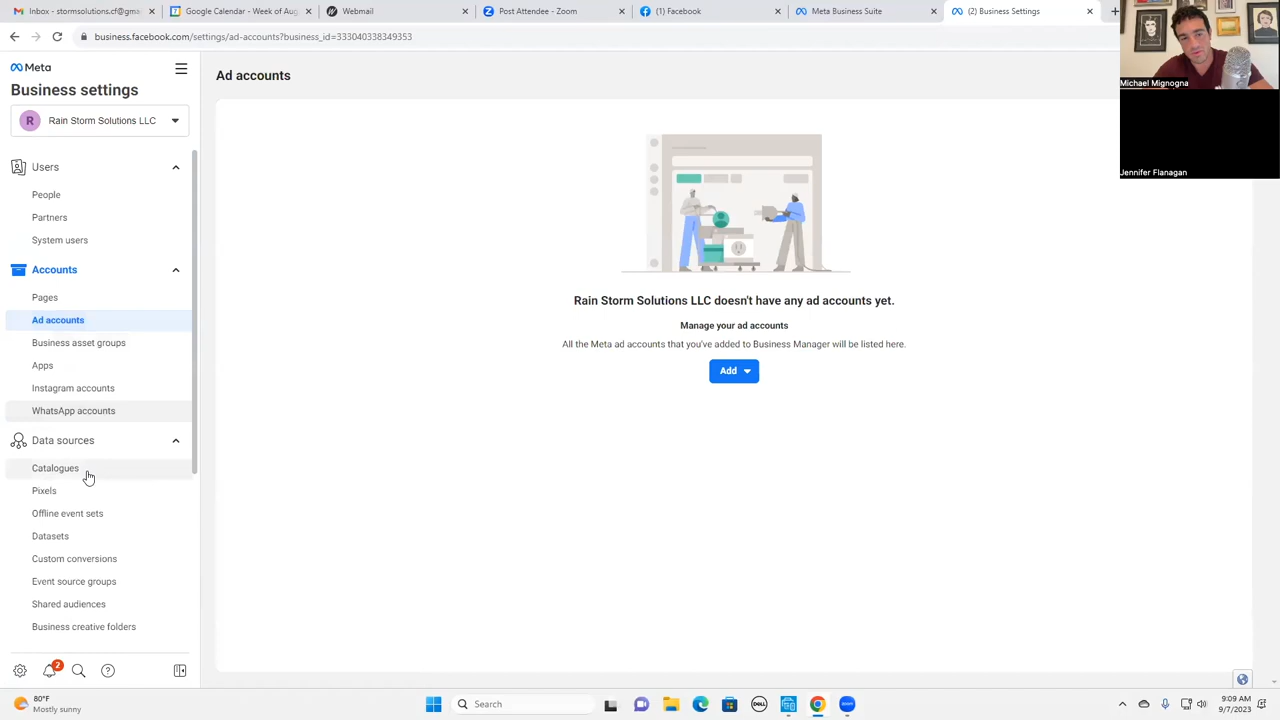 Inbox - stormsolutions.cf@gma
Google Calendar - Week of Aug
Webmail
Post Attendee - Zoom
(1) Facebook
Meta Business Suite
(2) Business Settings
business.facebook.com/settings/ad-accounts?business_id=333040338349353
Meta
Business settings
R Rain Storm Solutions LLC
Users
People
Partners
System users
Accounts
Pages
Ad accounts
Business asset groups
Apps
Instagram accounts
WhatsApp accounts
Data sources
Catalogues
Pixels
Offline event sets
Datasets
Custom conversions
Event source groups
Shared audiences
Business creative folders
2
Ad accounts
Rain Storm Solutions LLC doesn't have any ad accounts yet.
Manage your ad accounts
All the Meta ad accounts that you've added to Business Manager will be listed here.
Add
Michael Mignogna
Jennifer Flanagan
80°F
Mostly sunny
Search
DELL
zoom
9:09 AM
9/7/2023